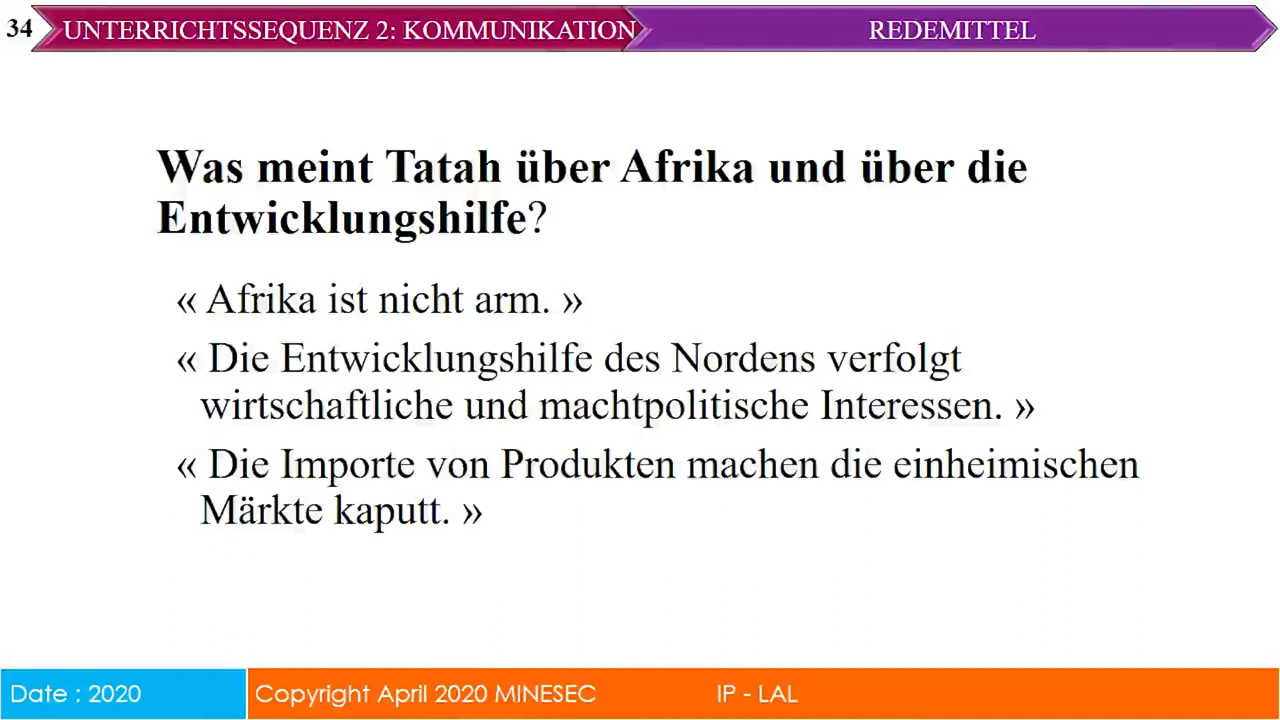 34 UNTERRICHTSSEQUENZ 2: KOMMUNIKATION REDEMITTEL
Was meint Tatah über Afrika und über die
Entwicklungshilfe?
« Afrika ist nicht arm. »
« Die Entwicklungshilfe des Nordens verfolgt
wirtschaftliche und machtpolitische Interessen. »
« Die Importe von Produkten machen die einheimischen
Märkte kaputt. »
Date : 2020 Copyright April 2020 MINESEC IP - LAL